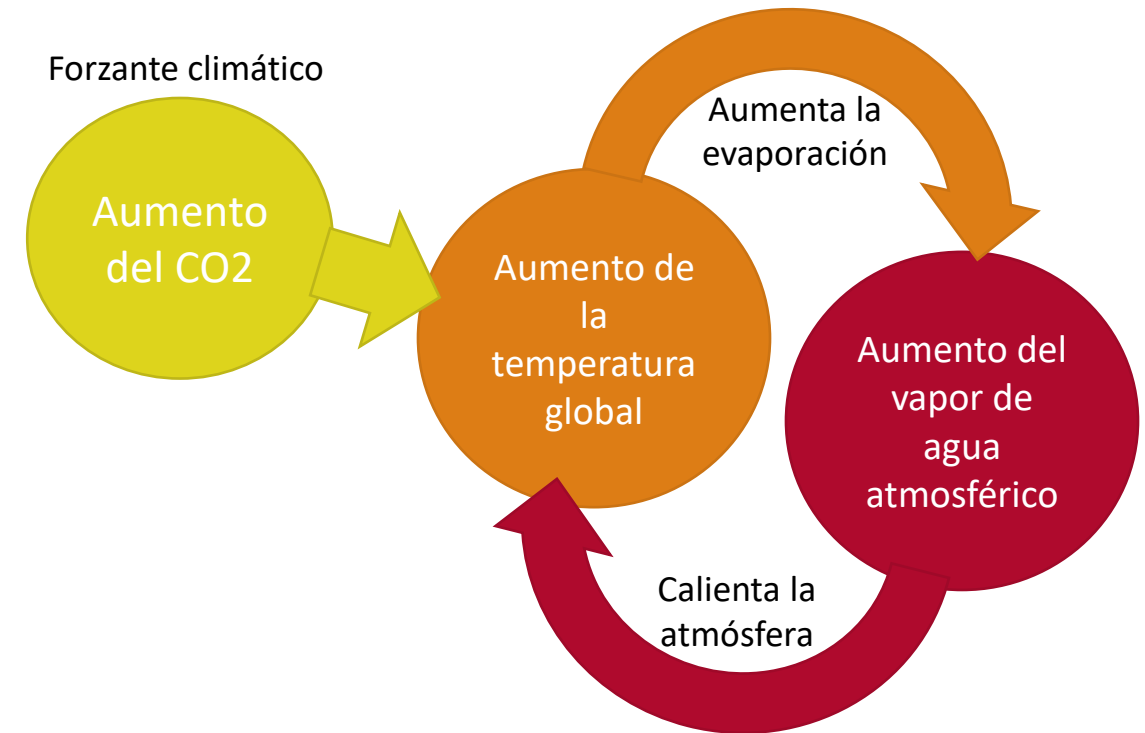 Forzante climático
Aumento
del CO2
Aumenta la
evaporación
Aumento de
la
temperatura
global
Aumento del
vapor de
agua
atmosférico
Calienta la
atmósfera